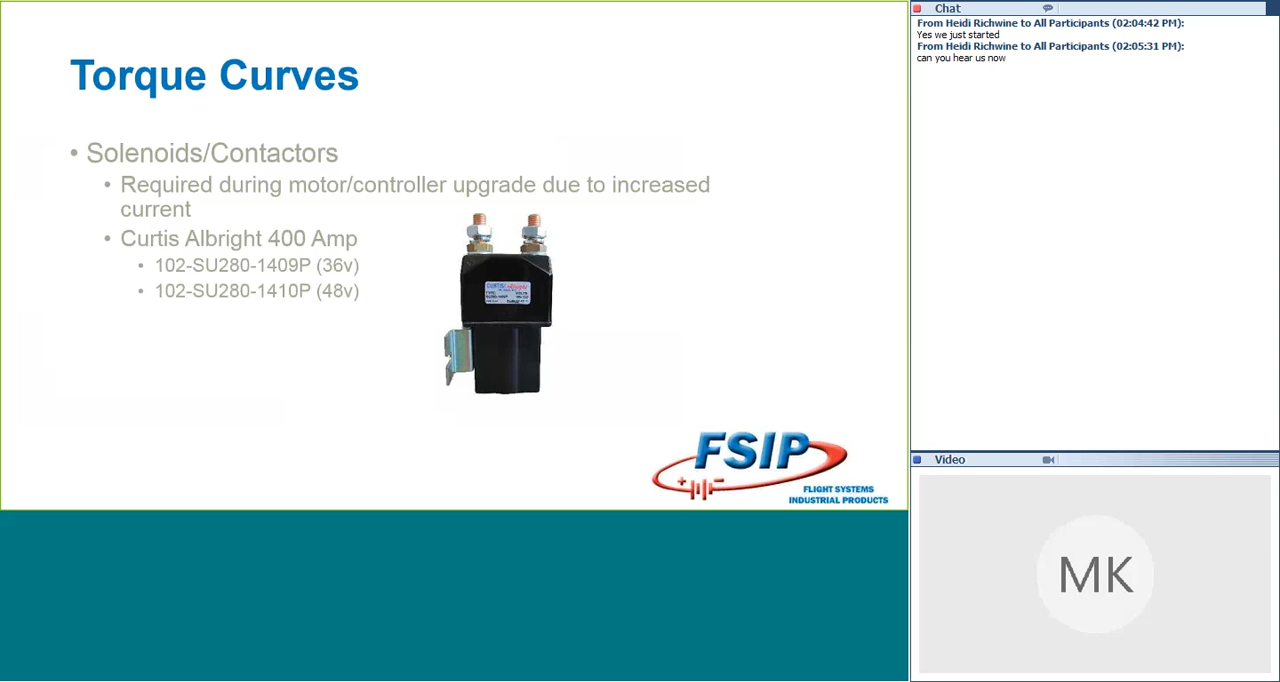 Torque Curves
• Solenoids/Contactors
• Required during motor/controller upgrade due to increased
current
• Curtis Albright 400 Amp
• 102-SU280-1409P (36v)
• 102-SU280-1410P (48v)
CURTIS/Albright
FSIP
FLIGHT SYSTEMS
INDUSTRIAL PRODUCTS
Chat
From Heidi Richwine to All Participants (02:04:42 PM):
Yes we just started
From Heidi Richwine to All Participants (02:05:31 PM):
can you hear us now
Video
MK